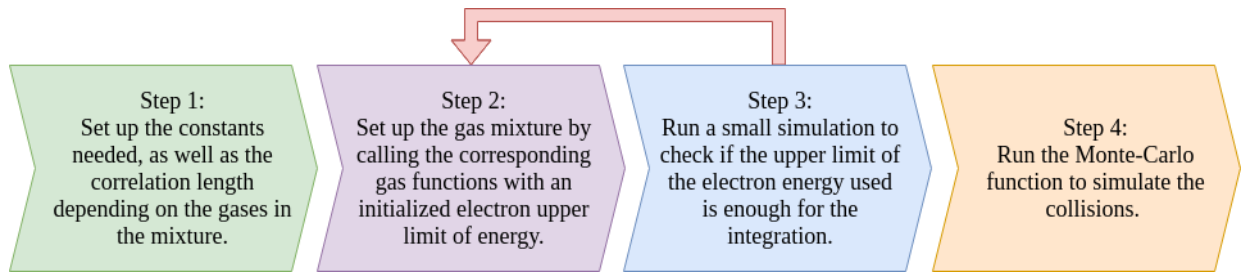 Step 1:
Set up the constants
needed, as well as the
correlation length
depending on the gases in
the mixture.
Step 2:
Set up the gas mixture by
calling the corresponding
gas functions with an
initialized electron upper
limit of energy.
Step 3:
Run a small simulation to
check if the upper limit of
the electron energy used
is enough for the
integration.
Step 4:
Run the Monte-Carlo
function to simulate the
collisions.